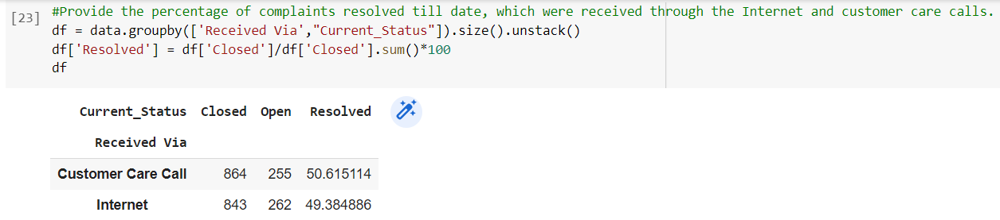 [23] #Provide the percentage of complaints resolved till date, which were received through the Internet and customer care calls.
df = data.groupby(['Received Via',"Current_Status"]).size().unstack()
df['Resolved'] = df['Closed']/df['Closed'].sum()*100
df
Current_Status Closed Open Resolved
Received Via
Customer Care Call 864 255 50.615114
Internet 843 262 49.384886